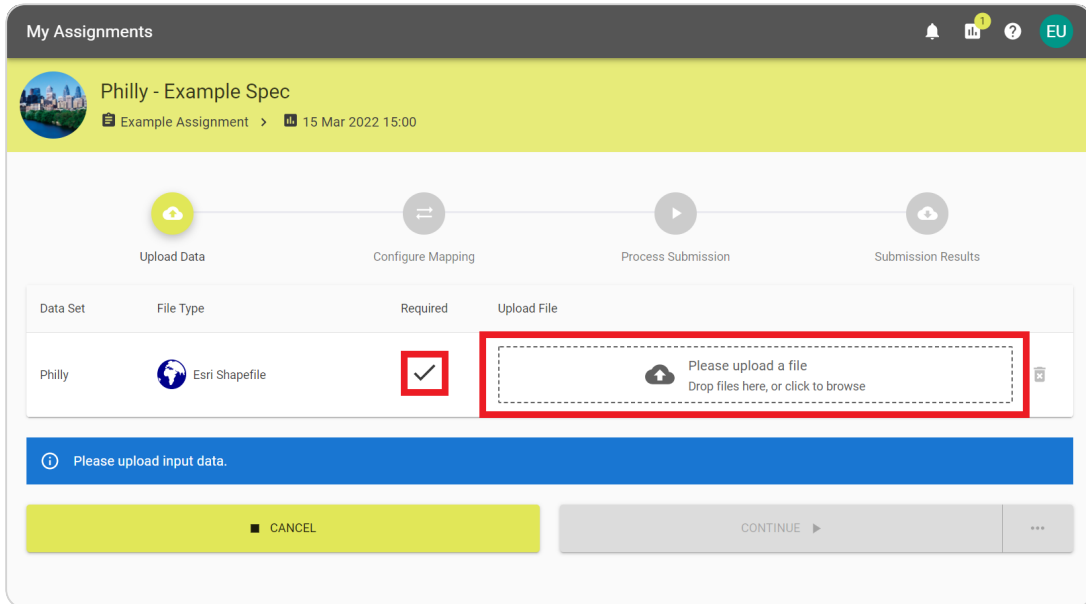 My Assignments
1
EU
Philly - Example Spec
Example Assignment > 15 Mar 2022 15:00
Upload Data
Configure Mapping
Process Submission
Submission Results
Data Set File Type Required Upload File
Philly Esri Shapefile
Please upload a file
Drop files here, or click to browse
Please upload input data.
CANCEL
CONTINUE